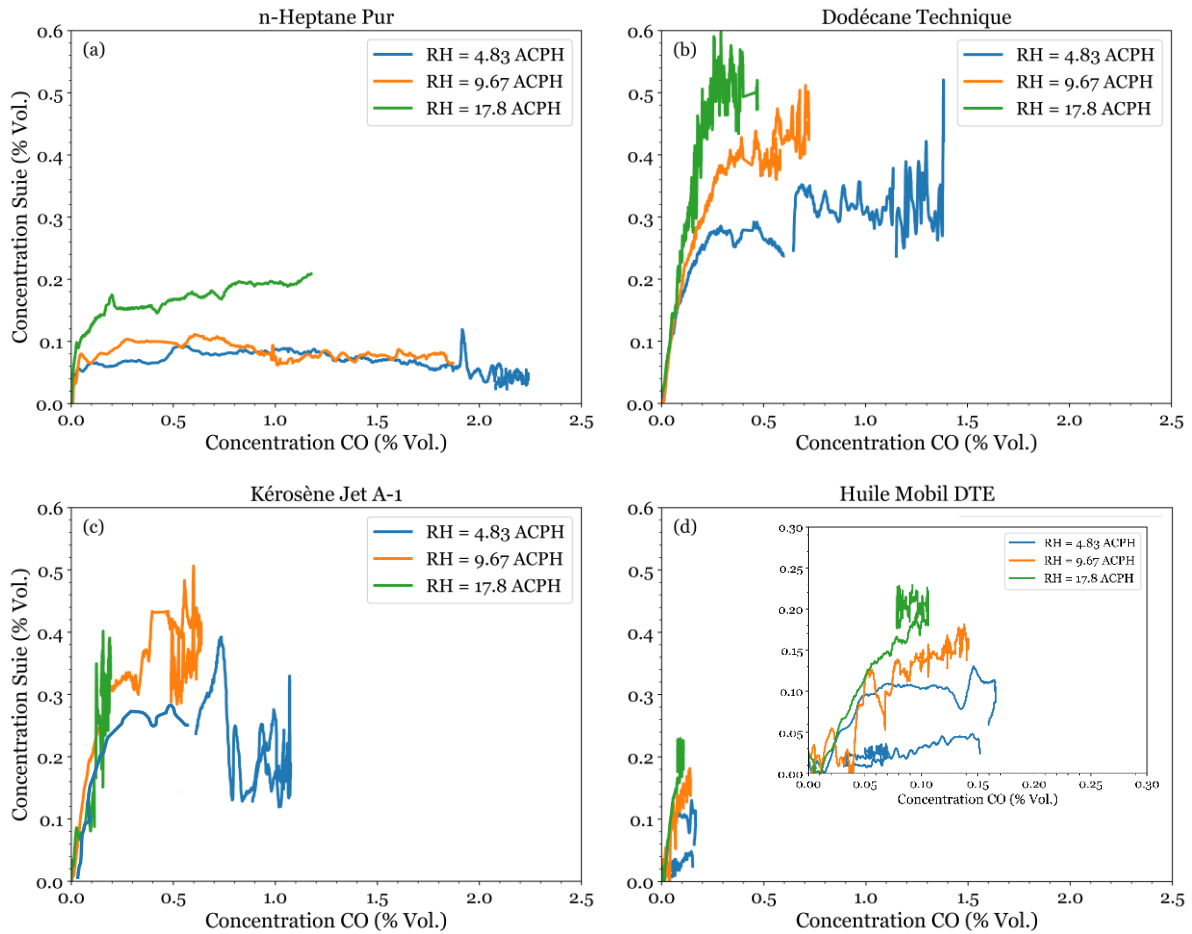 n-Heptane Pur
(a)
RH = 4.83 ACPH
RH = 9.67 ACPH
RH = 17.8 ACPH
Concentration Suie (% Vol.)
0.6
0.5
0.4
0.3
0.2
0.1
0.0
0.0 0.5 1.0 1.5 2.0 2.5
Concentration CO (% Vol.)
Dodécane Technique
(b)
RH = 4.83 ACPH
RH = 9.67 ACPH
RH = 17.8 ACPH
0.6
0.5
0.4
0.3
0.2
0.1
0.0
0.0 0.5 1.0 1.5 2.0 2.5
Concentration CO (% Vol.)
Kérosène Jet A-1
(c)
RH = 4.83 ACPH
RH = 9.67 ACPH
RH = 17.8 ACPH
Concentration Suie (% Vol.)
0.6
0.5
0.4
0.3
0.2
0.1
0.0
0.0 0.5 1.0 1.5 2.0 2.5
Concentration CO (% Vol.)
Huile Mobil DTE
(d)
0.6
0.5
0.4
0.3
0.2
0.1
0.0
0.0 0.5 1.0 1.5 2.0 2.5
Concentration CO (% Vol.)
RH = 4.83 ACPH
RH = 9.67 ACPH
RH = 17.8 ACPH
0.30
0.25
0.20
0.15
0.10
0.05
0.00
0.00 0.05 0.10 0.15 0.20 0.25 0.30
Concentration CO (% Vol.)